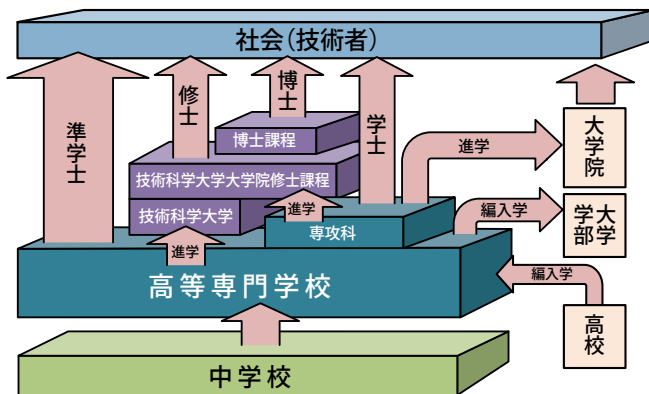 社会(技術者)
準学士
修士
博士
学士
博士課程
技術科学大学大学院修士課程
技術科学大学
進学
進学
専攻科
進学
大学院
編入学
大学
学部
高等専門学校
編入学
高校
中学校